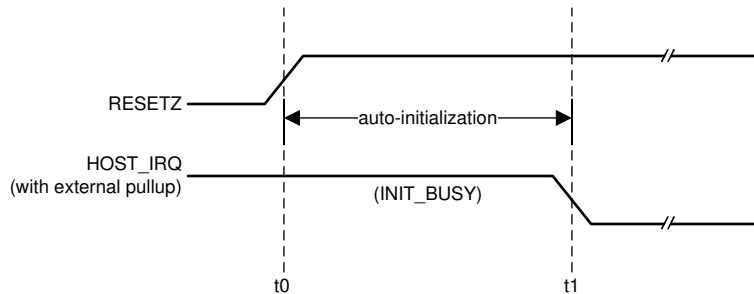 RESETZ
auto-initialization
HOST_IRQ
(with external pullup)
(INIT_BUSY)
t0
t1